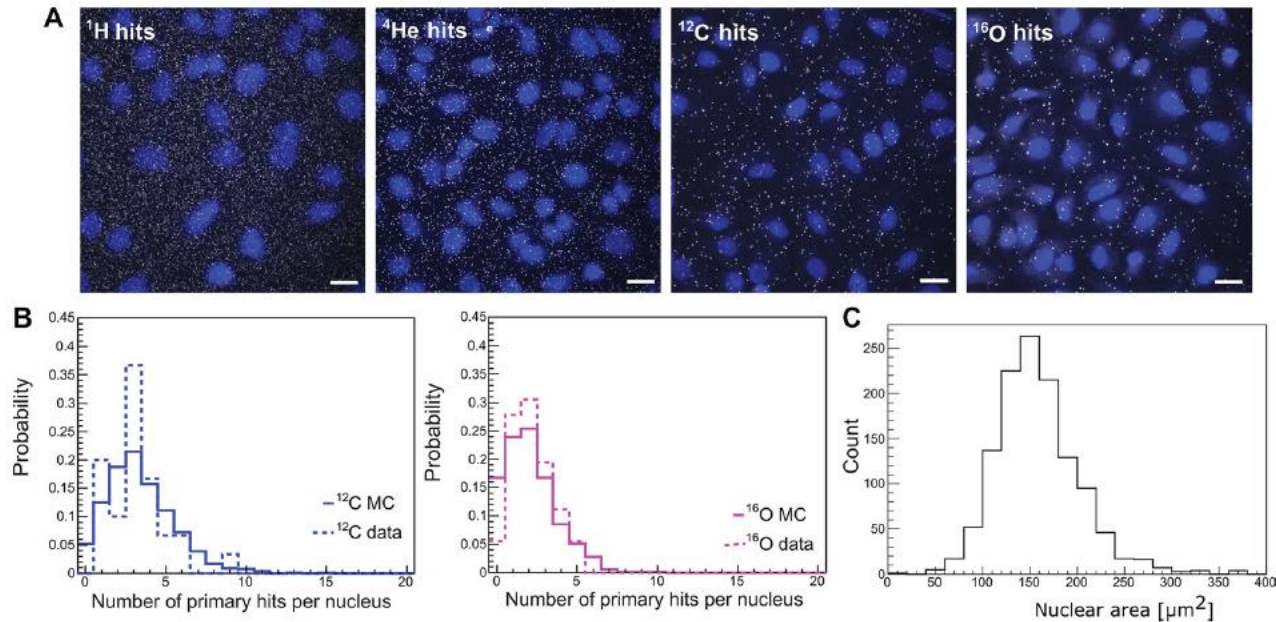 A
¹H hits
⁴He hits
¹²C hits
¹⁶O hits
B
0.45
0.4
0.35
0.3
0.25
0.2
0.15
0.1
0.05
0
Probability
¹²C MC
¹²C data
0 5 10 15 20
Number of primary hits per nucleus
0.45
0.4
0.35
0.3
0.25
0.2
0.15
0.1
0.05
0
Probability
¹⁶O MC
¹⁶O data
0 5 10 15 20
Number of primary hits per nucleus
C
250
200
150
100
50
0
Count
0 50 100 150 200 250 300 350 400
Nuclear area [µm²]